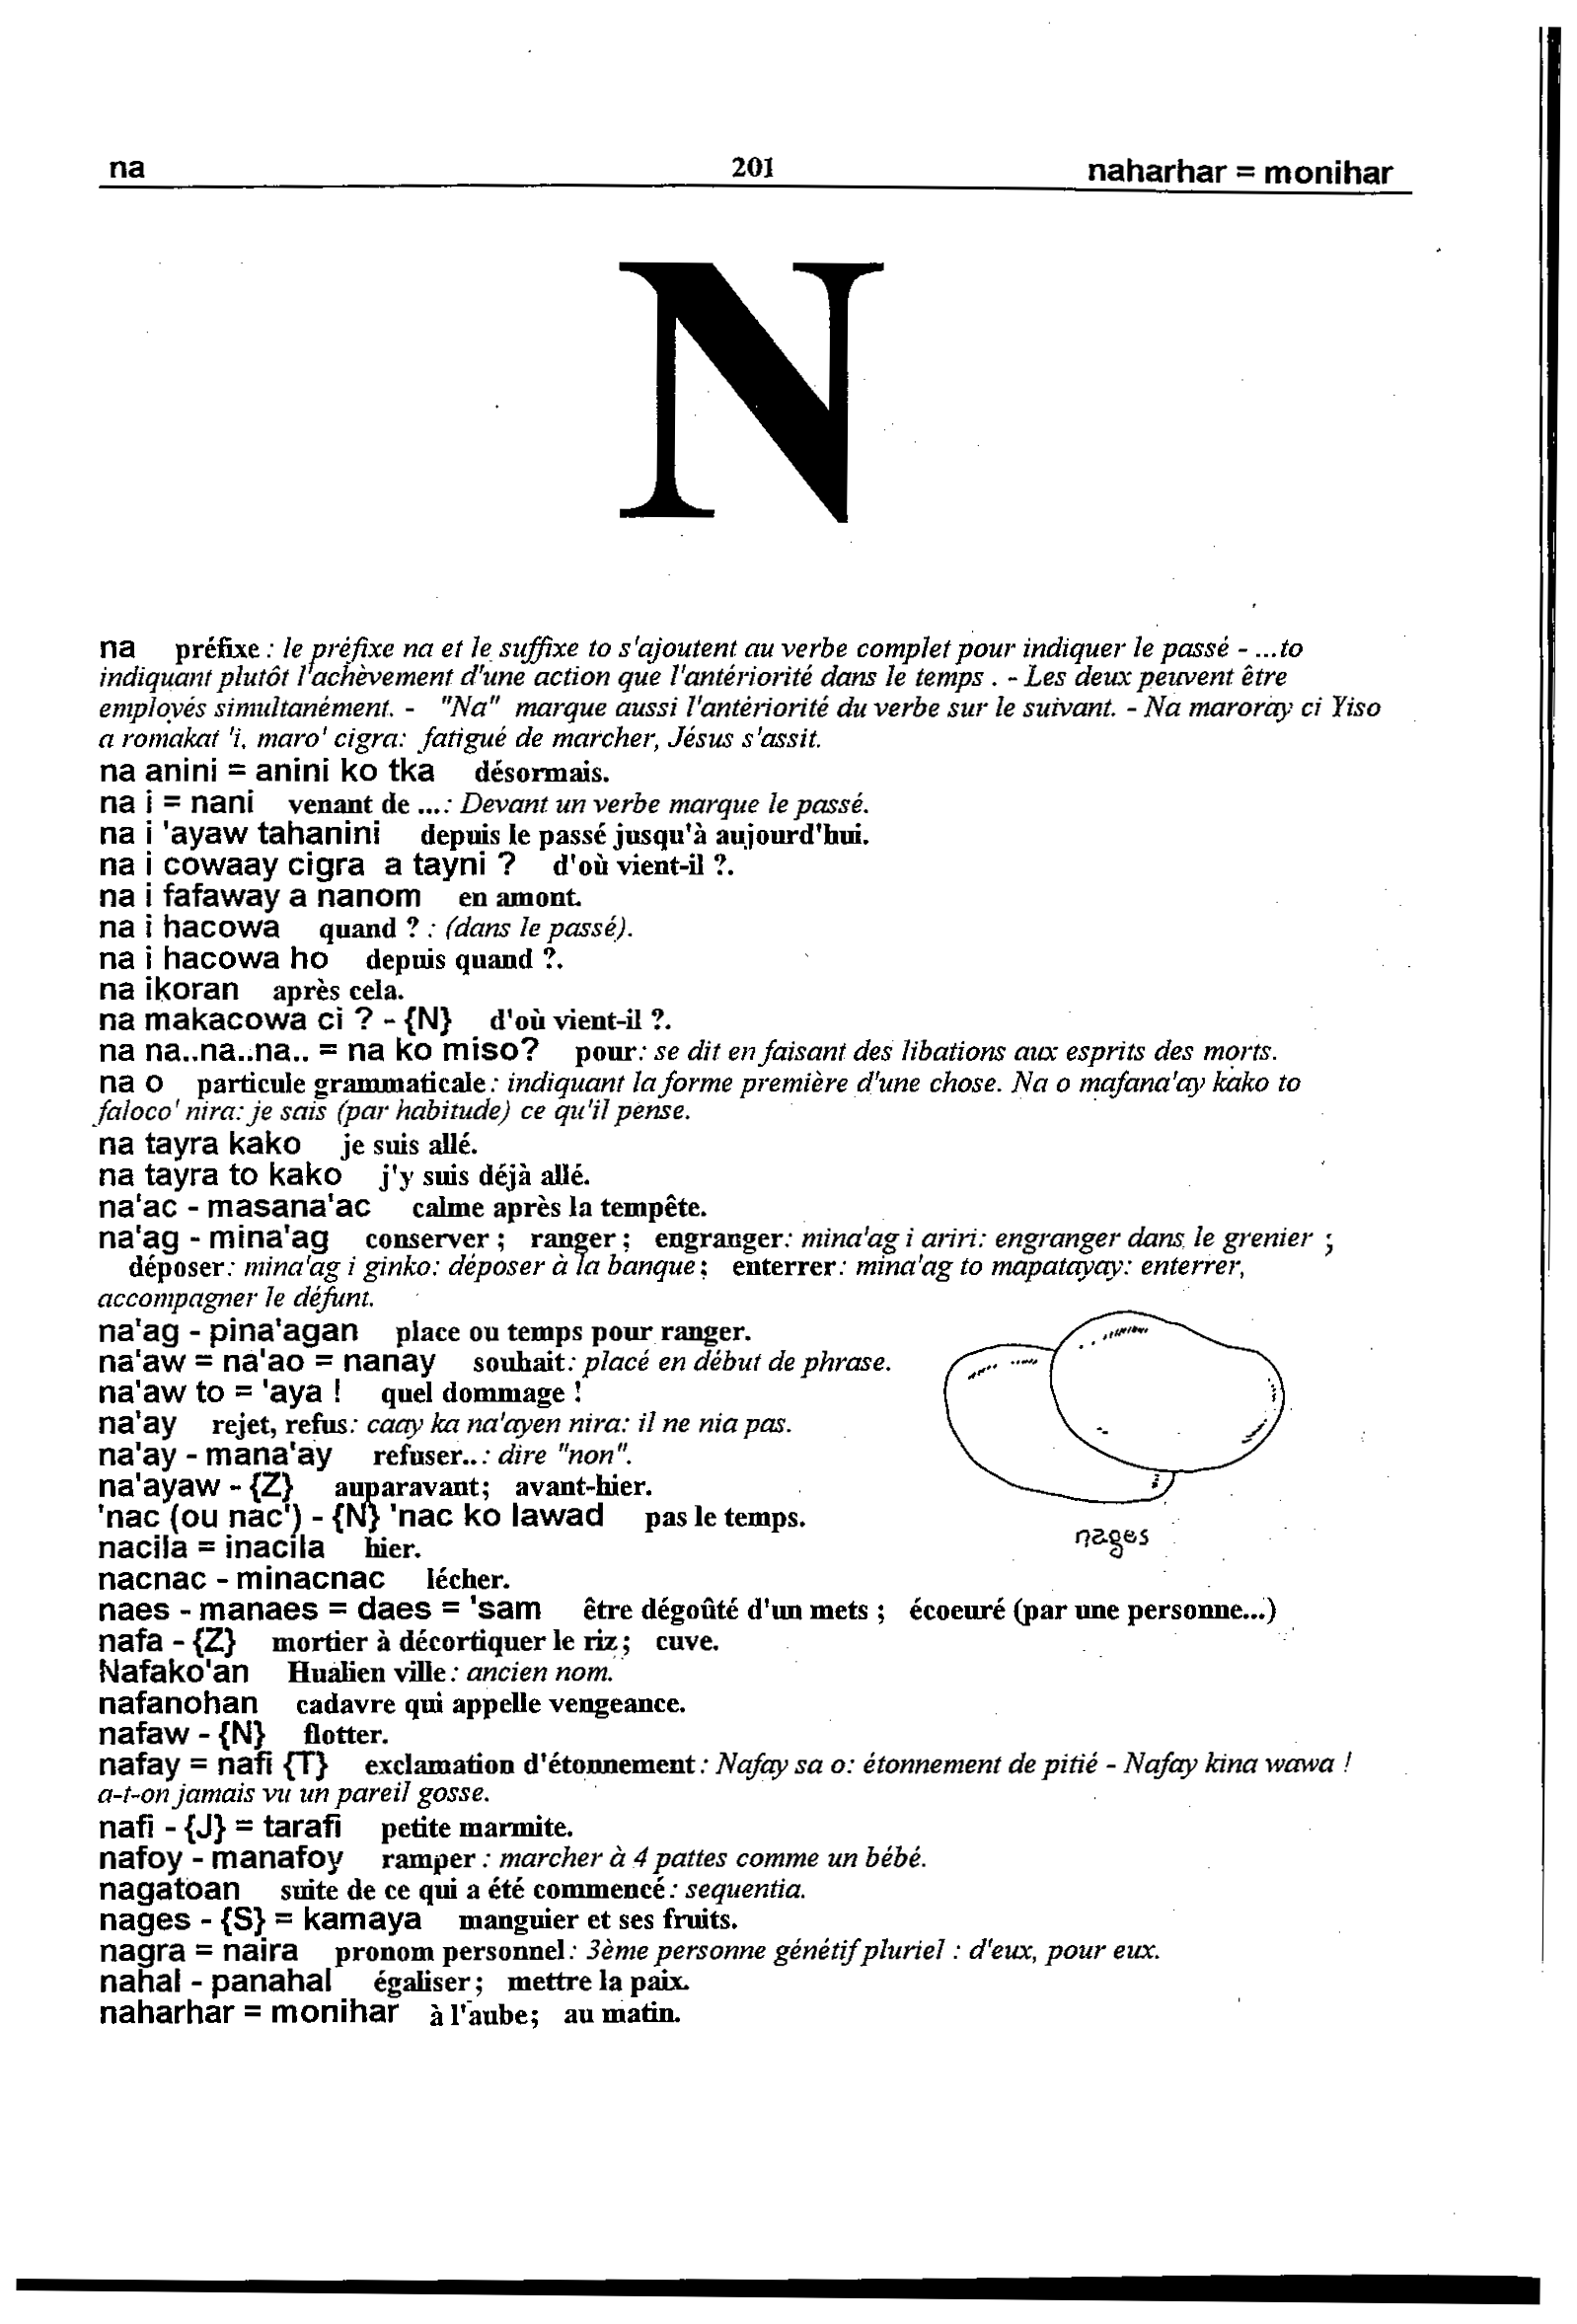 na 201 naharhar = monihar
N
na préfixe : le préfixe na et le suffixe to s'ajoutent au verbe complet pour indiquer le passé - ...to
indiquant plutôt l'achèvement d'une action que l'antériorité dans le temps . - Les deux peuvent être
employés simultanément. - "Na" marque aussi l'antériorité du verbe sur le suivant. - Na maroray ci Yiso
a romakat 'i, maro' cigra: fatigué de marcher, Jésus s'assit.
na anini = anini ko tka désormais.
na i = nani venant de ...: Devant un verbe marque le passé.
na i 'ayaw tahanini depuis le passé jusqu'à aujourd'hui.
na i cowaay cigra a tayni ? d'où vient-il ?.
na i fafaway a nanom en amont.
na i hacowa quand ? : (dans le passé).
na i hacowa ho depuis quand ?.
na ikoran après cela.
na makacowa ci ? - {N} d'où vient-il ?.
na na..na..na.. = na ko miso? pour: se dit en faisant des libations aux esprits des morts.
na o particule grammaticale: indiquant la forme première d'une chose. Na o mafana'ay kako to
faloco' nira: je sais (par habitude) ce qu'il pense.
na tayra kako je suis allé.
na tayra to kako j'y suis déjà allé.
na'ac - masana'ac calme après la tempête.
na'ag - mina'ag conserver ; ranger ; engranger: mina'ag i ariri: engranger dans le grenier ;
déposer: mina'ag i ginko: déposer à la banque ; enterrer: mina'ag to mapatayay: enterrer,
accompagner le défunt.
na'ag - pina'agan place ou temps pour ranger.
na'aw = na'ao = nanay souhait: placé en début de phrase.
na'aw to = 'aya ! quel dommage !
na'ay rejet, refus: caay ka na'ayen nira: il ne nia pas.
na'ay - mana'ay refuser..: dire "non".
na'ayaw - {Z} auparavant; avant-hier.
'nac (ou nac') - {N} 'nac ko lawad pas le temps.
nacila = inacila hier.
nages
nacnac - minacnac lécher.
naes - manaes = daes = 'sam être dégoûté d'un mets ; écoeuré (par une personne...)
nafa - {Z} mortier à décortiquer le riz ; cuve.
Nafako'an Hualien ville : ancien nom.
nafanohan cadavre qui appelle vengeance.
nafaw - {N} flotter.
nafay = nafi {T} exclamation d'étonnement : Nafay sa o: étonnement de pitié - Nafay kina wawa !
a-t-on jamais vu un pareil gosse.
nafi - {J} = tarafi petite marmite.
nafoy - manafoy ramper : marcher à 4 pattes comme un bébé.
nagatoan suite de ce qui a été commencé : sequentia.
nages - {S} = kamaya manguier et ses fruits.
nagra = naira pronom personnel : 3ème personne génétif pluriel : d'eux, pour eux.
nahal - panahal égaliser ; mettre la paix.
naharhar = monihar à l'aube; au matin.